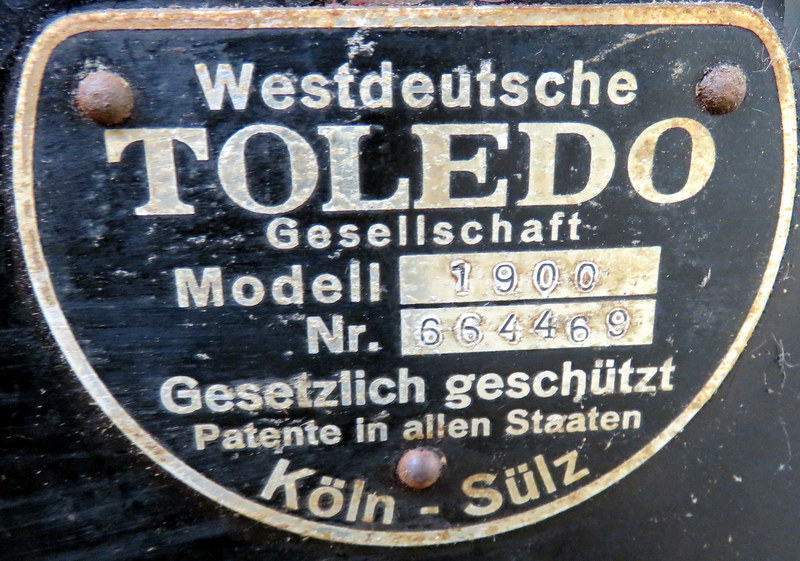 Westdeutsche
TOLEDO
Gesellschaft
Modell 1900
Nr. 664469
Gesetzlich geschützt
Patente in allen Staaten
Köln - Sülz